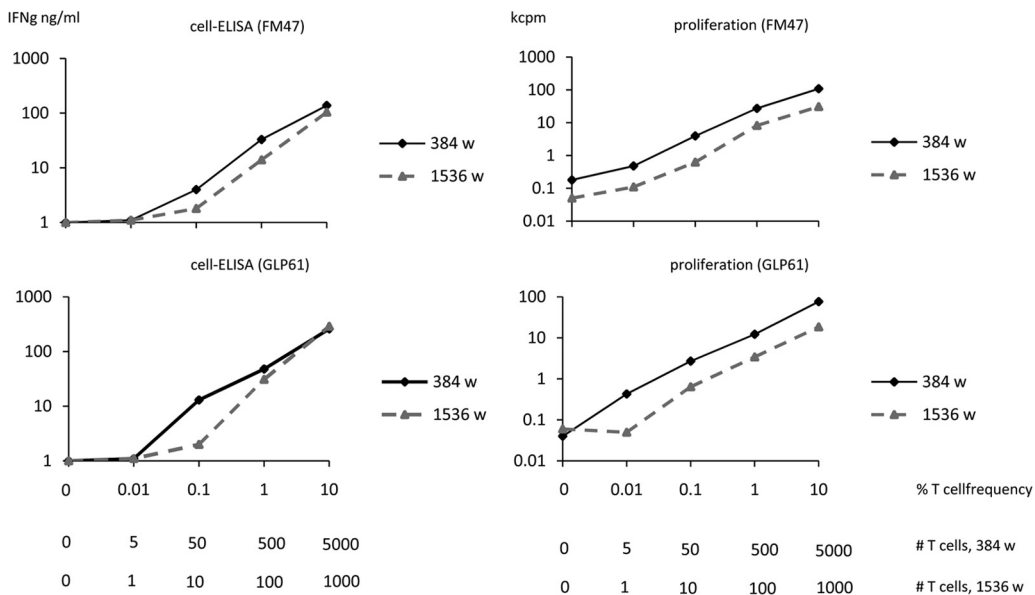 IFNg ng/ml
cell-ELISA (FM47)
1000
100
10
1
384 w
1536 w
kcpm
proliferation (FM47)
1000
100
10
1
0.1
0.01
384 w
1536 w
cell-ELISA (GLP61)
1000
100
10
1
384 w
1536 w
proliferation (GLP61)
100
10
1
0.1
0.01
384 w
1536 w
0 0.01 0.1 1 10 0 0.01 0.1 1 10 % T cellfrequency
0 5 50 500 5000 0 5 50 500 5000 # T cells, 384 w
0 1 10 100 1000 0 1 10 100 1000 # T cells, 1536 w